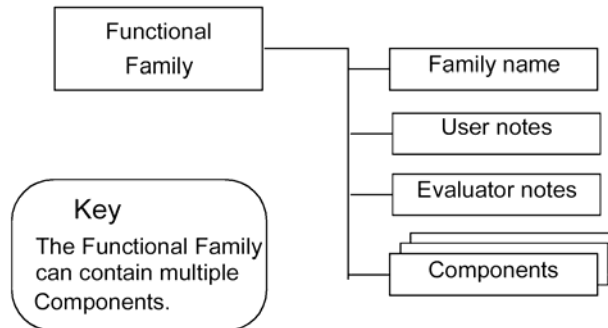 Functional
Family
Family name
User notes
Evaluator notes
Components
Key
The Functional Family
can contain multiple
Components.